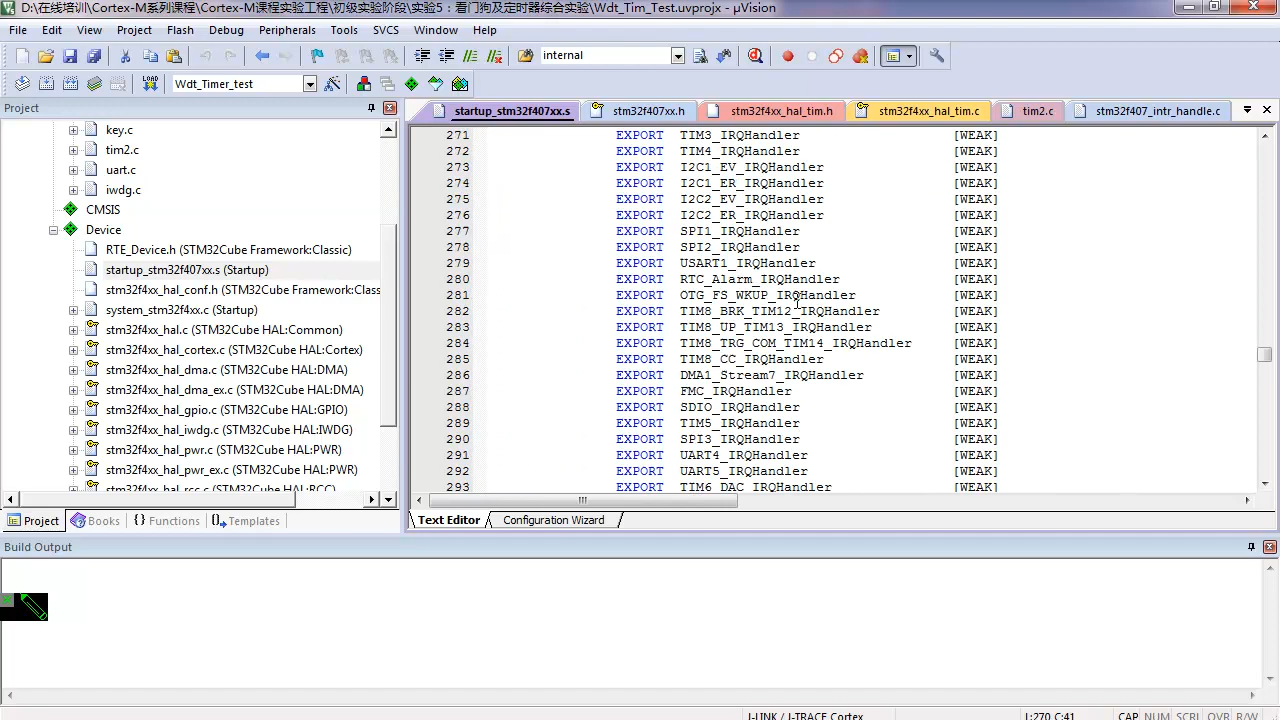 D:\在线培训\Cortex-M系列课程\Cortex-M课程实验工程\初级实验阶段\实验5：看门狗及定时器综合实验\Wdt_Tim_Test.uvprojx - µVision
File Edit View Project Flash Debug Peripherals Tools SVCS Window Help
internal
LOAD Wdt_Timer_test
Project
key.c
tim2.c
uart.c
iwdg.c
CMSIS
Device
RTE_Device.h (STM32Cube Framework:Classic)
startup_stm32f407xx.s (Startup)
stm32f4xx_hal_conf.h (STM32Cube Framework:Class
system_stm32f4xx.c (Startup)
stm32f4xx_hal.c (STM32Cube HAL:Common)
stm32f4xx_hal_cortex.c (STM32Cube HAL:Cortex)
stm32f4xx_hal_dma.c (STM32Cube HAL:DMA)
stm32f4xx_hal_dma_ex.c (STM32Cube HAL:DMA)
stm32f4xx_hal_gpio.c (STM32Cube HAL:GPIO)
stm32f4xx_hal_iwdg.c (STM32Cube HAL:IWDG)
stm32f4xx_hal_pwr.c (STM32Cube HAL:PWR)
stm32f4xx_hal_pwr_ex.c (STM32Cube HAL:PWR)
stm32f4xx_hal_rcc.c (STM32Cube HAL:RCC)
Project Books Functions Templates
startup_stm32f407xx.s stm32f407xx.h stm32f4xx_hal_tim.h stm32f4xx_hal_tim.c tim2.c stm32f407_intr_handle.c
271 EXPORT TIM3_IRQHandler [WEAK]
272 EXPORT TIM4_IRQHandler [WEAK]
273 EXPORT I2C1_EV_IRQHandler [WEAK]
274 EXPORT I2C1_ER_IRQHandler [WEAK]
275 EXPORT I2C2_EV_IRQHandler [WEAK]
276 EXPORT I2C2_ER_IRQHandler [WEAK]
277 EXPORT SPI1_IRQHandler [WEAK]
278 EXPORT SPI2_IRQHandler [WEAK]
279 EXPORT USART1_IRQHandler [WEAK]
280 EXPORT RTC_Alarm_IRQHandler [WEAK]
281 EXPORT OTG_FS_WKUP_IRQHandler [WEAK]
282 EXPORT TIM8_BRK_TIM12_IRQHandler [WEAK]
283 EXPORT TIM8_UP_TIM13_IRQHandler [WEAK]
284 EXPORT TIM8_TRG_COM_TIM14_IRQHandler [WEAK]
285 EXPORT TIM8_CC_IRQHandler [WEAK]
286 EXPORT DMA1_Stream7_IRQHandler [WEAK]
287 EXPORT FMC_IRQHandler [WEAK]
288 EXPORT SDIO_IRQHandler [WEAK]
289 EXPORT TIM5_IRQHandler [WEAK]
290 EXPORT SPI3_IRQHandler [WEAK]
291 EXPORT UART4_IRQHandler [WEAK]
292 EXPORT UART5_IRQHandler [WEAK]
293 EXPORT TIM6_DAC_IRQHandler [WEAK]
Text Editor Configuration Wizard
Build Output
J-LINK / J-TRACE Cortex L:270 C:41 CAP NUM SCRL OVR R/W